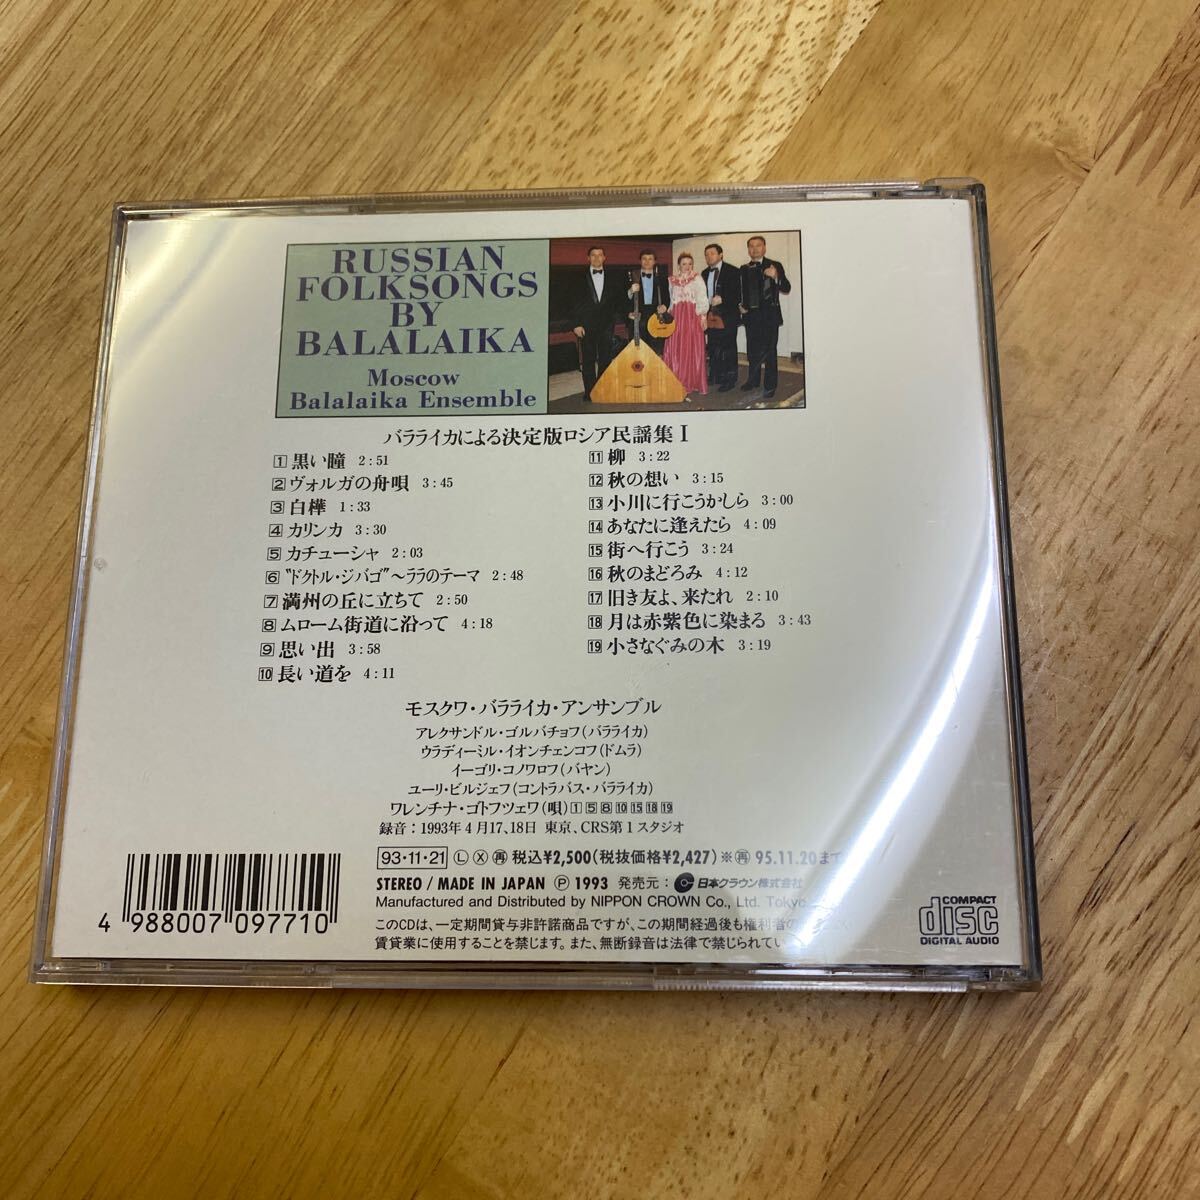 RUSSIAN
FOLKSONGS
BY
BALALAIKA
Moscow
Balalaika Ensemble
バラライカによる決定版ロシア民謡集 I
1 黒い瞳 2:51
2 ヴォルガの舟唄 3:45
3 白樺 1:33
4 カリンカ 3:30
5 カチューシャ 2:03
6 "ドクトル・ジバゴ"～ララのテーマ 2:48
7 満州の丘に立ちて 2:50
8 ムローム街道に沿って 4:18
9 思い出 3:58
10 長い道を 4:11
11 柳 3:22
12 秋の想い 3:15
13 小川に行こうかしら 3:00
14 あなたに逢えたら 4:09
15 街へ行こう 3:24
16 秋のまどろみ 4:12
17 旧き友よ、来たれ 2:10
18 月は赤紫色に染まる 3:43
19 小さなぐみの木 3:19
モスクワ・バラライカ・アンサンブル
アレクサンドル・ゴルバチョフ(バラライカ)
ウラディーミル・イオンチェンコフ(ドムラ)
イーゴリ・コノワロフ(バヤン)
ユーリ・ビルジェフ(コントラバス・バラライカ)
ワレンチナ・ゴトフツェワ(唄) 1 5 8 10 15 18 19
録音：1993年4月17、18日 東京、CRS第1スタジオ
93・11・21 Ⓛ Ⓧ ㊢ 税込¥2,500(税抜価格¥2,427)※㊢ 95.11.20まで
STEREO / MADE IN JAPAN Ⓟ 1993 発売元： 日本クラウン株式会社
Manufactured and Distributed by NIPPON CROWN Co., Ltd. Tokyo
このCDは、一定期間貸与非許諾商品ですが、この期間経過後も権利者の
賃貸業に使用することを禁じます。また、無断録音は法律で禁じられてい
4 988007 097710
COMPACT
disc
DIGITAL AUDIO